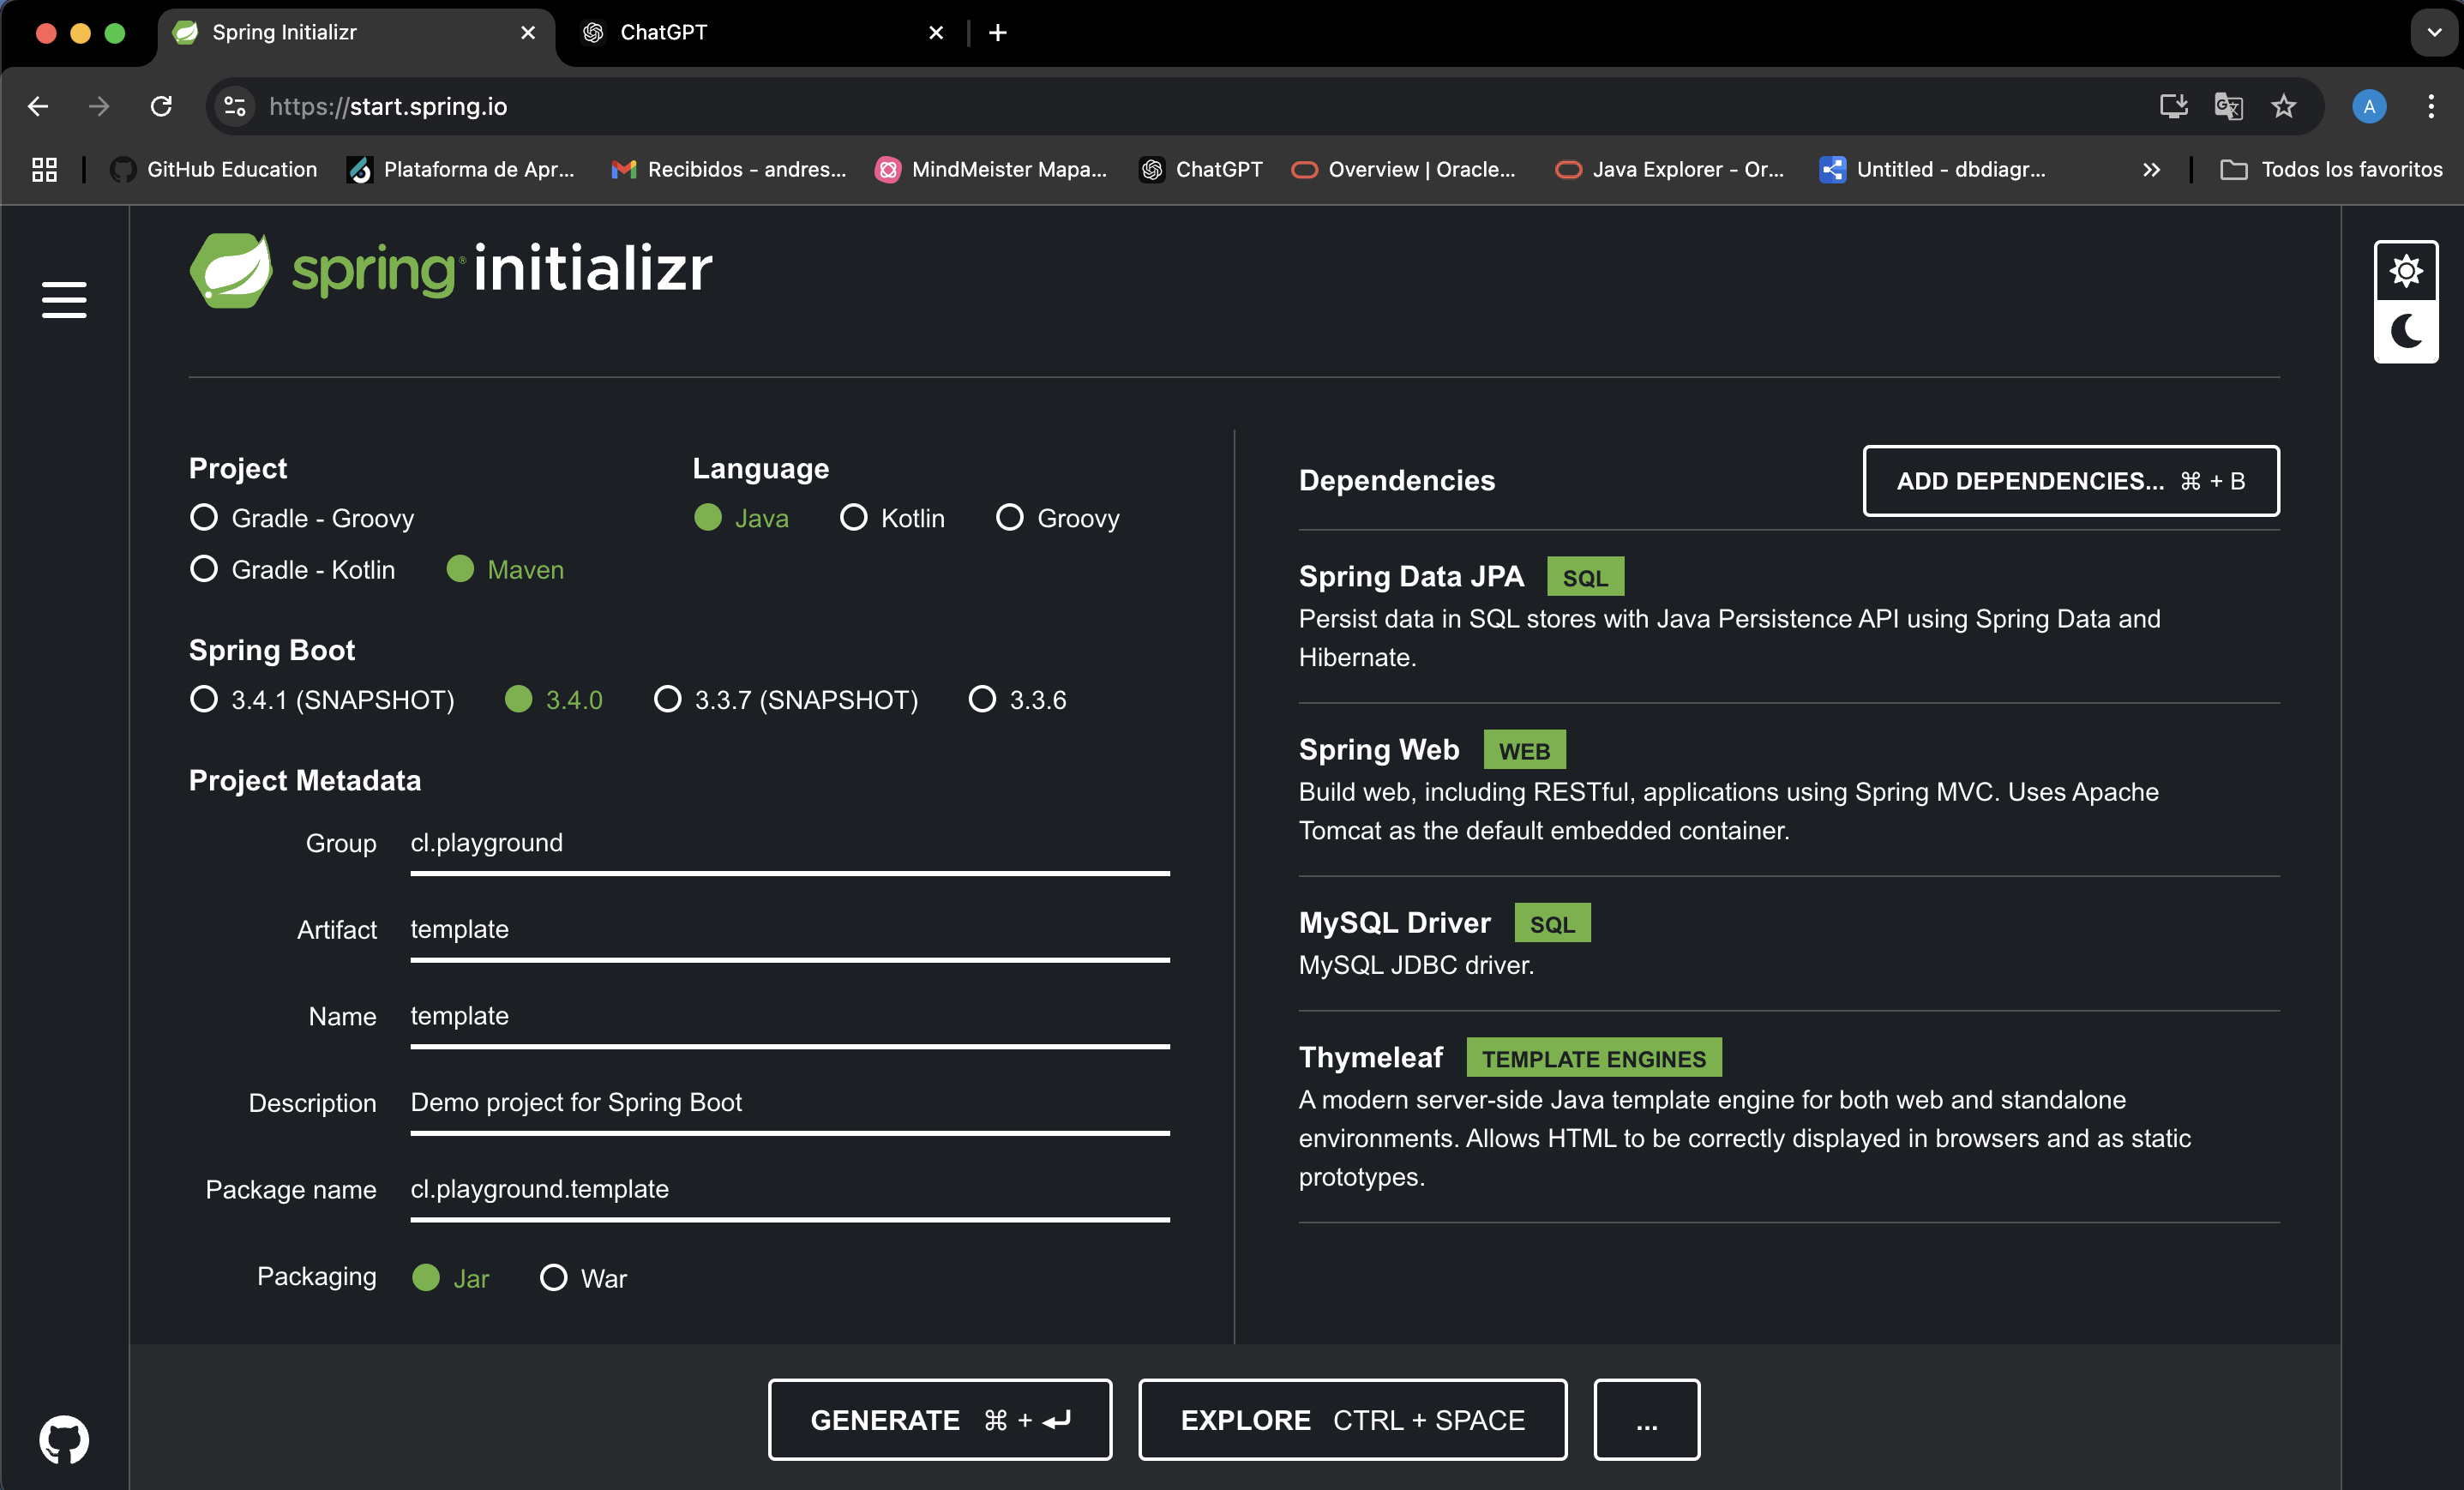 Spring Initializr
ChatGPT
https://start.spring.io
A
GitHub Education
Plataforma de Apr...
Recibidos - andres...
MindMeister Mapa...
ChatGPT
Overview | Oracle...
Java Explorer - Or...
Untitled - dbdiagr...
Todos los favoritos
spring® initializr
Project
Gradle - Groovy
Gradle - Kotlin
Maven
Language
Java
Kotlin
Groovy
Spring Boot
3.4.1 (SNAPSHOT)
3.4.0
3.3.7 (SNAPSHOT)
3.3.6
Project Metadata
Group
cl.playground
Artifact
template
Name
template
Description
Demo project for Spring Boot
Package name
cl.playground.template
Packaging
Jar
War
Dependencies
ADD DEPENDENCIES... ⌘ + B
Spring Data JPA SQL
Persist data in SQL stores with Java Persistence API using Spring Data and
Hibernate.
Spring Web WEB
Build web, including RESTful, applications using Spring MVC. Uses Apache
Tomcat as the default embedded container.
MySQL Driver SQL
MySQL JDBC driver.
Thymeleaf TEMPLATE ENGINES
A modern server-side Java template engine for both web and standalone
environments. Allows HTML to be correctly displayed in browsers and as static
prototypes.
GENERATE ⌘ + ⏎
EXPLORE CTRL + SPACE
...